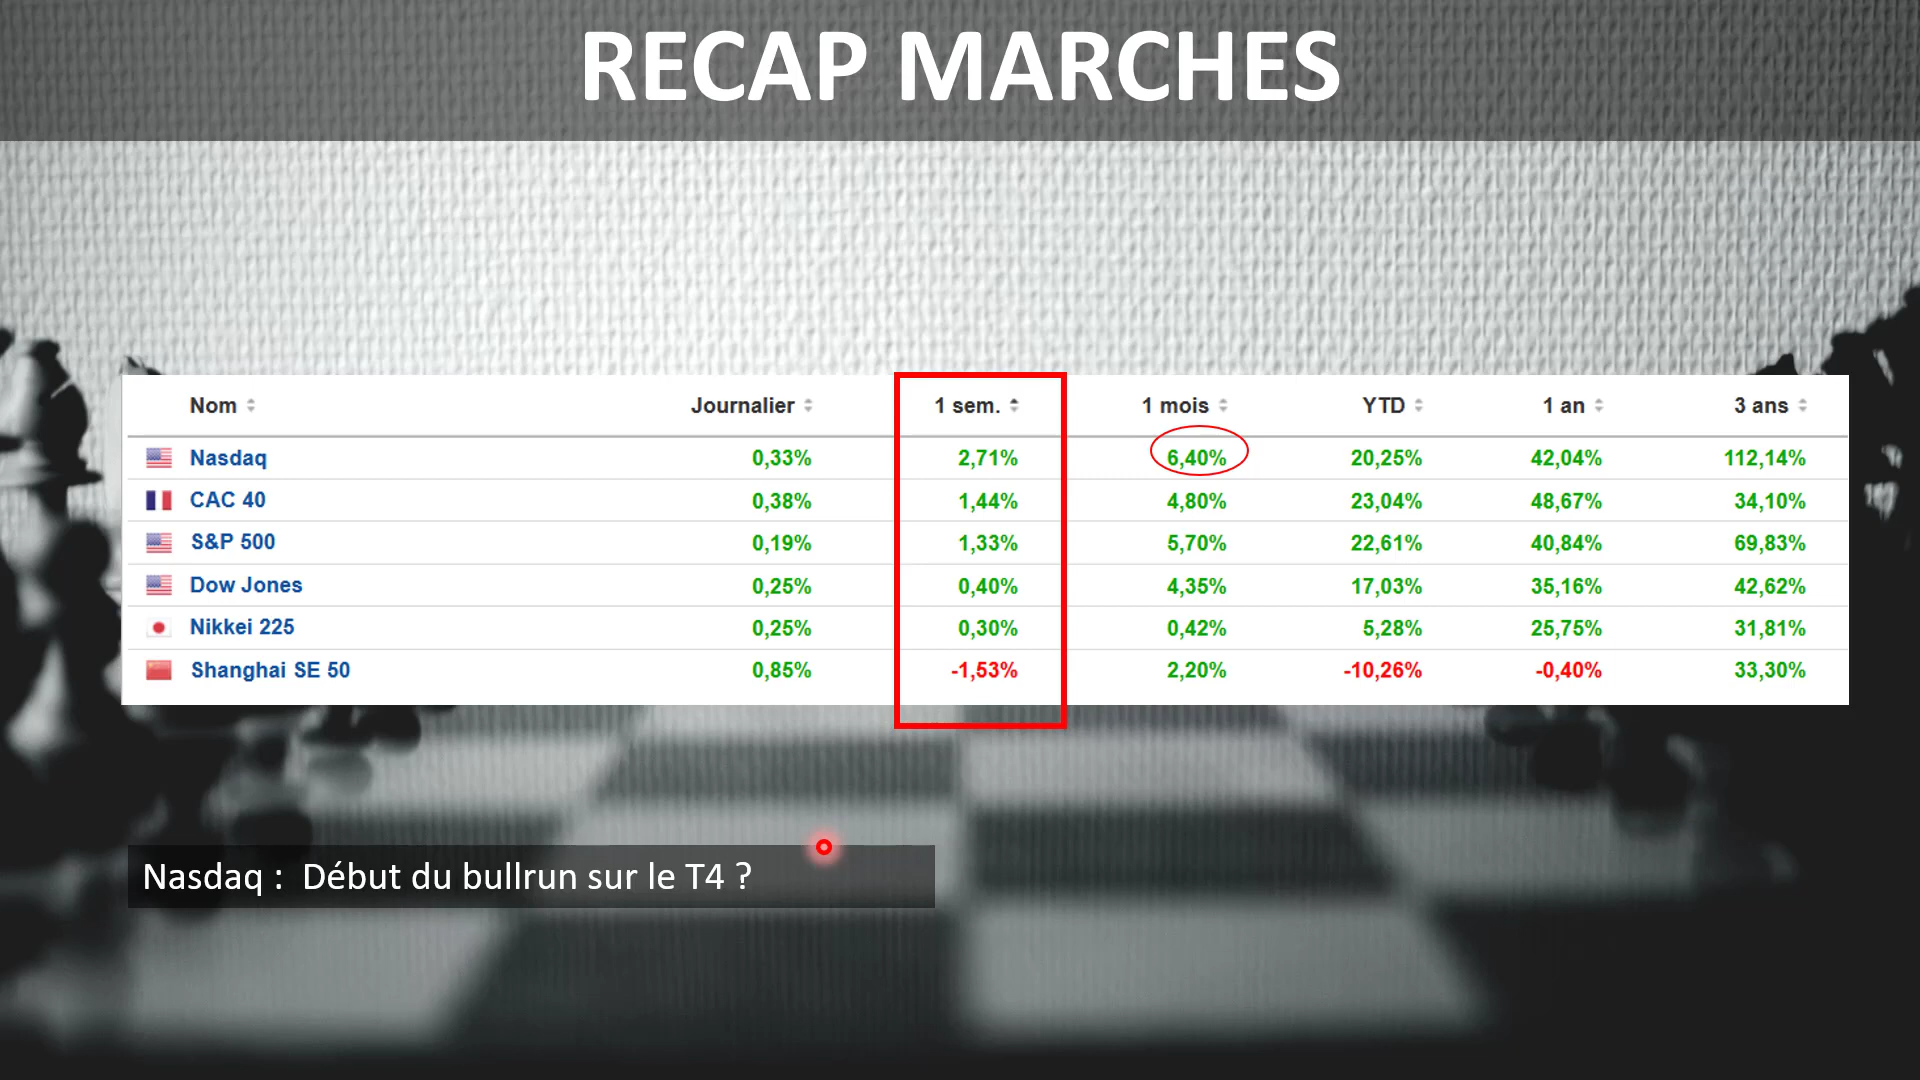 RECAP MARCHES
Nom Journalier 1 sem. 1 mois YTD 1 an 3 ans
Nasdaq 0,33% 2,71% 6,40% 20,25% 42,04% 112,14%
CAC 40 0,38% 1,44% 4,80% 23,04% 48,67% 34,10%
S&P 500 0,19% 1,33% 5,70% 22,61% 40,84% 69,83%
Dow Jones 0,25% 0,40% 4,35% 17,03% 35,16% 42,62%
Nikkei 225 0,25% 0,30% 0,42% 5,28% 25,75% 31,81%
Shanghai SE 50 0,85% -1,53% 2,20% -10,26% -0,40% 33,30%
Nasdaq : Début du bullrun sur le T4 ?